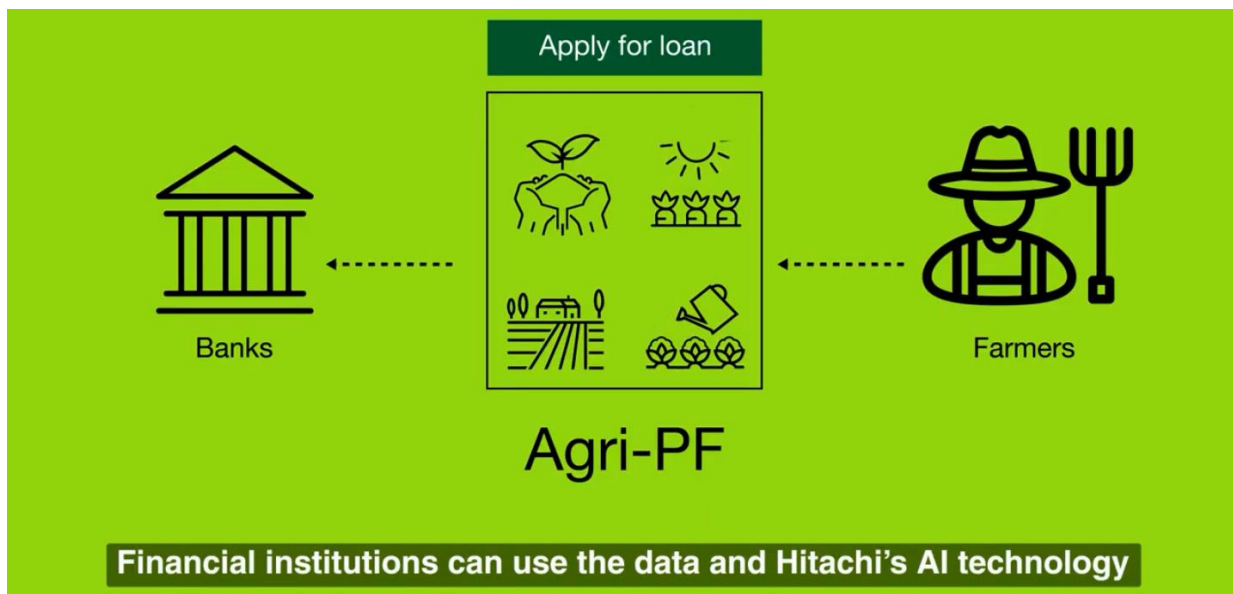 Apply for loan
Banks
Farmers
Agri-PF
Financial institutions can use the data and Hitachi's AI technology